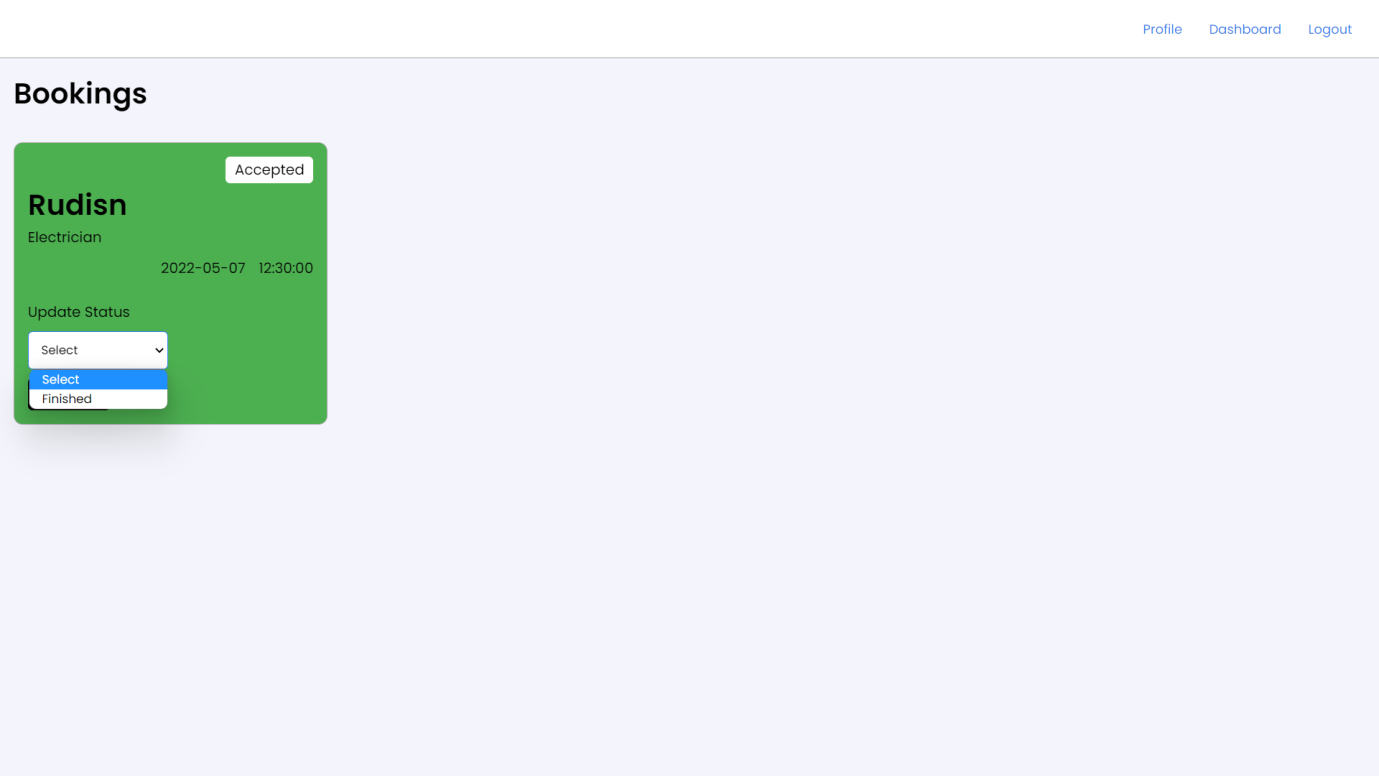 Profile Dashboard Logout
Bookings
Accepted
Rudisn
Electrician
2022-05-07 12:30:00
Update Status
Select
Select
Finished